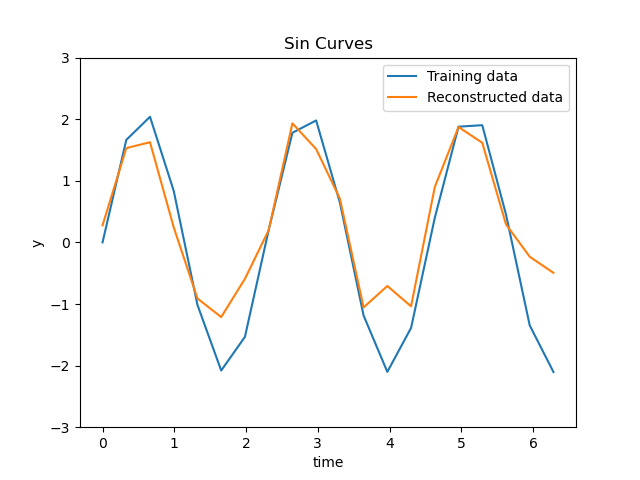 Sin Curves
Training data
Reconstructed data
3
2
1
0
−1
−2
−3
y
0 1 2 3 4 5 6
time